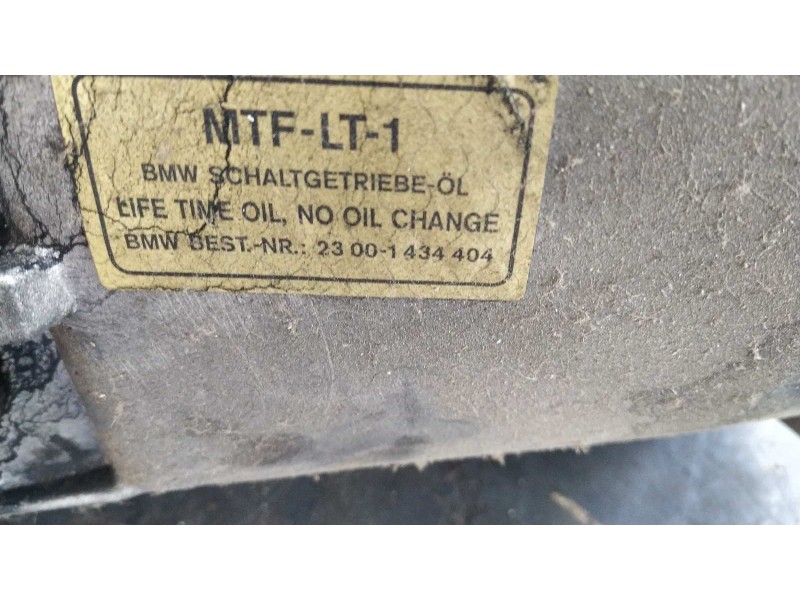 MTF-LT-1
BMW SCHALTGETRIEBE-ÖL
LIFE TIME OIL, NO OIL CHANGE
BMW BEST.-NR.: 23 00-1 434 404